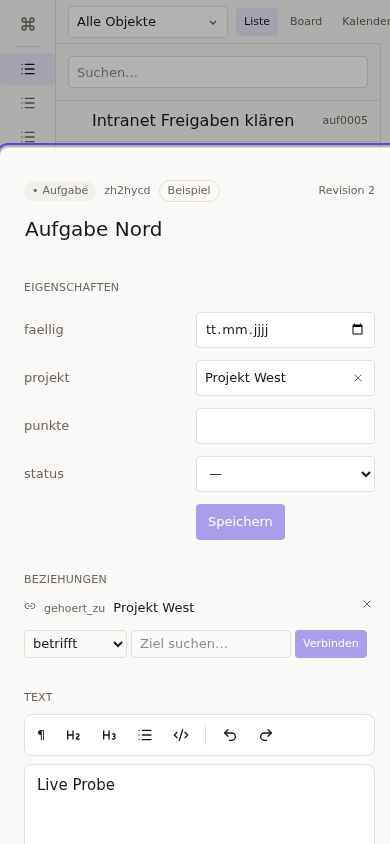 ⌘
Alle Objekte
Liste Board Kalender
Suchen…
Intranet Freigaben klären auf0005
• Aufgabe zh2hycd Beispiel Revision 2
Aufgabe Nord
EIGENSCHAFTEN
faellig tt.mm.jjjj
projekt Projekt West ×
punkte
status —
Speichern
BEZIEHUNGEN
gehoert_zu Projekt West ×
betrifft Ziel suchen… Verbinden
TEXT
¶ H2 H3 </>
Live Probe